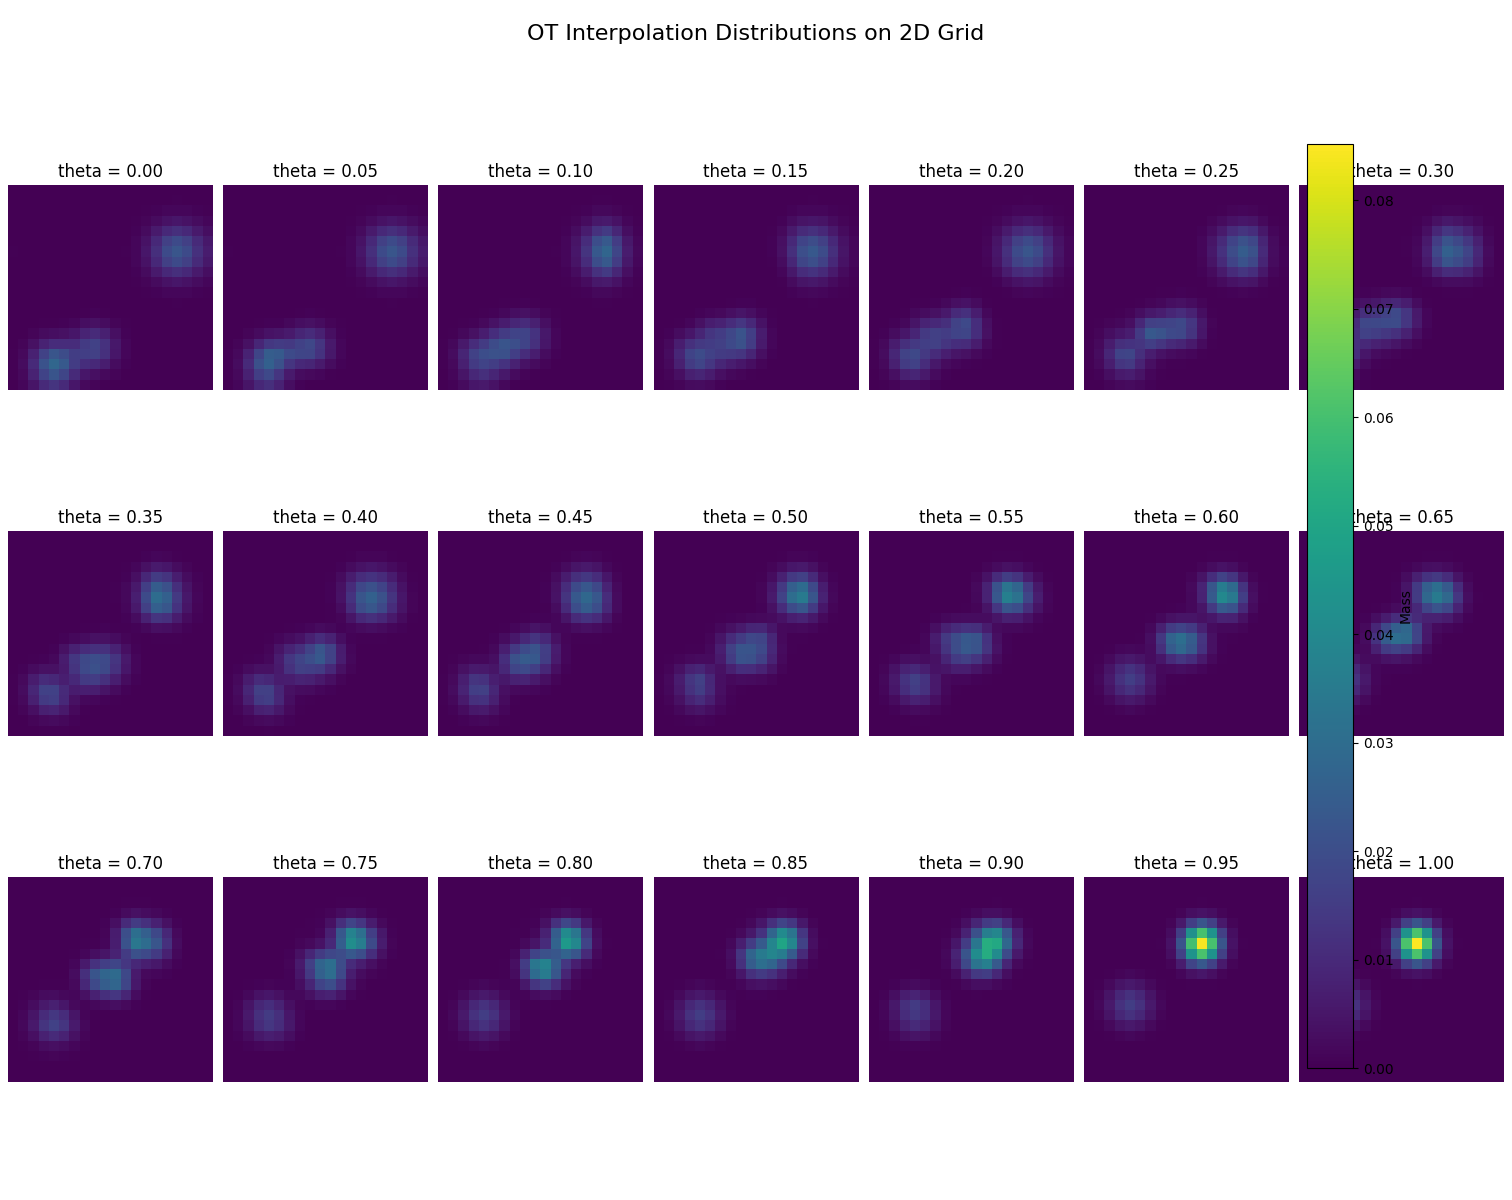 OT Interpolation Distributions on 2D Grid
theta = 0.00
theta = 0.05
theta = 0.10
theta = 0.15
theta = 0.20
theta = 0.25
theta = 0.30
0.08
0.07
0.06
theta = 0.35
theta = 0.40
theta = 0.45
theta = 0.50
theta = 0.55
theta = 0.60
theta = 0.65
0.05
Mass
0.04
0.03
0.02
theta = 0.70
theta = 0.75
theta = 0.80
theta = 0.85
theta = 0.90
theta = 0.95
theta = 1.00
0.01
0.00